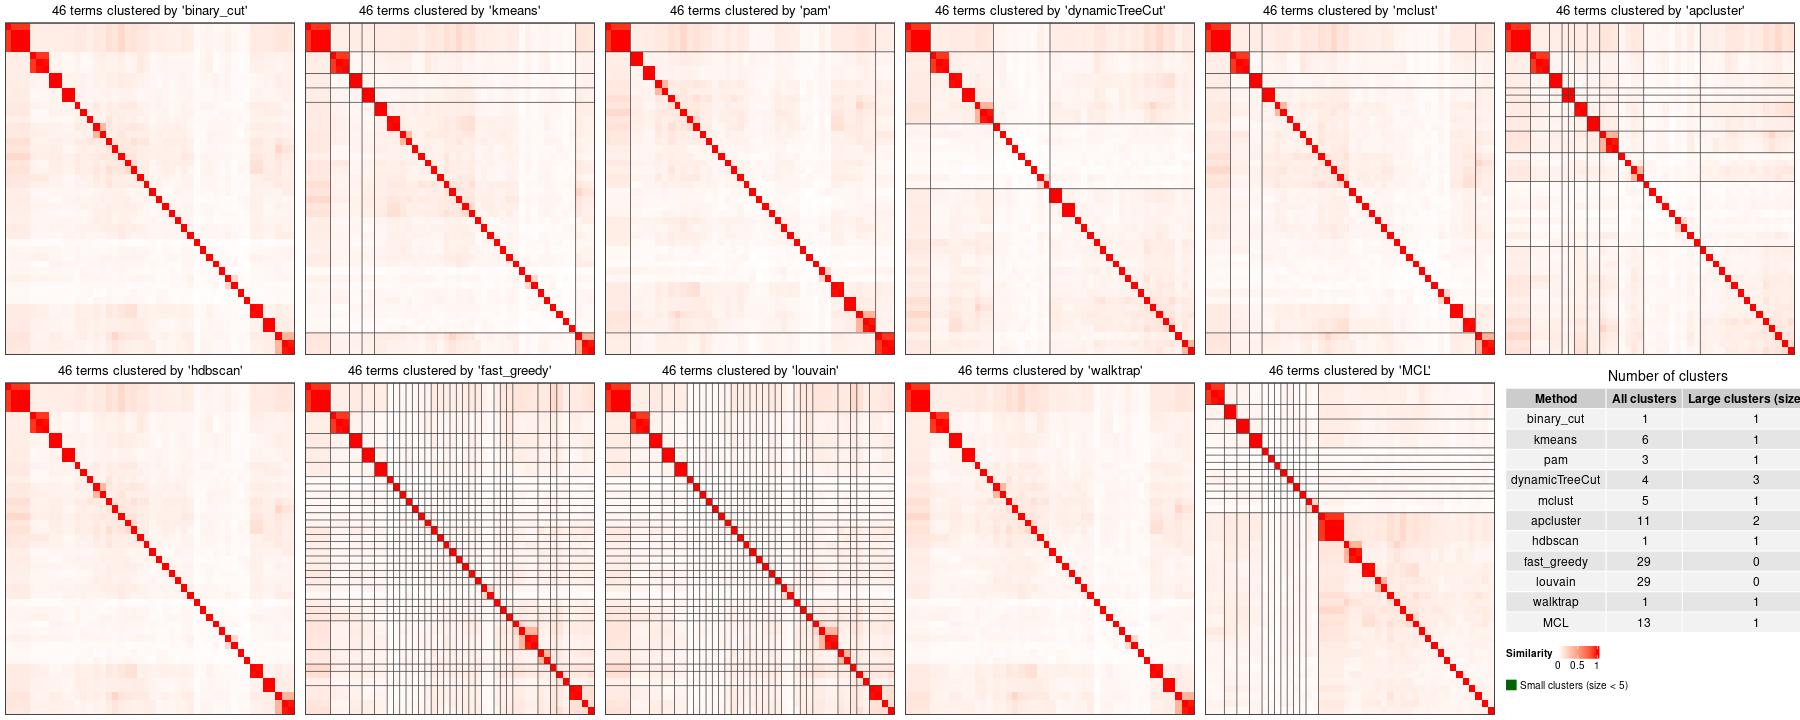 46 terms clustered by 'binary_cut'
46 terms clustered by 'kmeans'
46 terms clustered by 'pam'
46 terms clustered by 'dynamicTreeCut'
46 terms clustered by 'mclust'
46 terms clustered by 'apcluster'
46 terms clustered by 'hdbscan'
46 terms clustered by 'fast_greedy'
46 terms clustered by 'louvain'
46 terms clustered by 'walktrap'
46 terms clustered by 'MCL'
Number of clusters
Method All clusters Large clusters (size
binary_cut 1 1
kmeans 6 1
pam 3 1
dynamicTreeCut 4 3
mclust 5 1
apcluster 11 2
hdbscan 1 1
fast_greedy 29 0
louvain 29 0
walktrap 1 1
MCL 13 1
Similarity
0 0.5 1
Small clusters (size < 5)